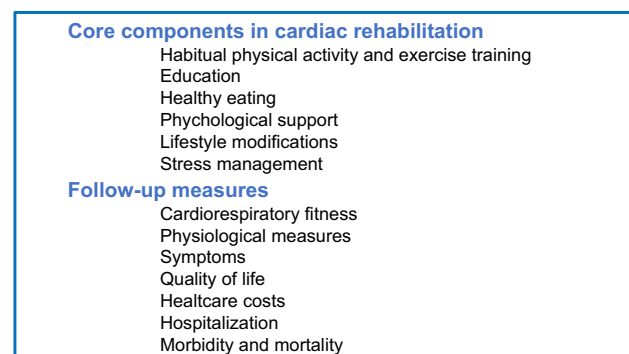 Core components in cardiac rehabilitation
Habitual physical activity and exercise training
Education
Healthy eating
Phychological support
Lifestyle modifications
Stress management
Follow-up measures
Cardiorespiratory fitness
Physiological measures
Symptoms
Quality of life
Healtcare costs
Hospitalization
Morbidity and mortality